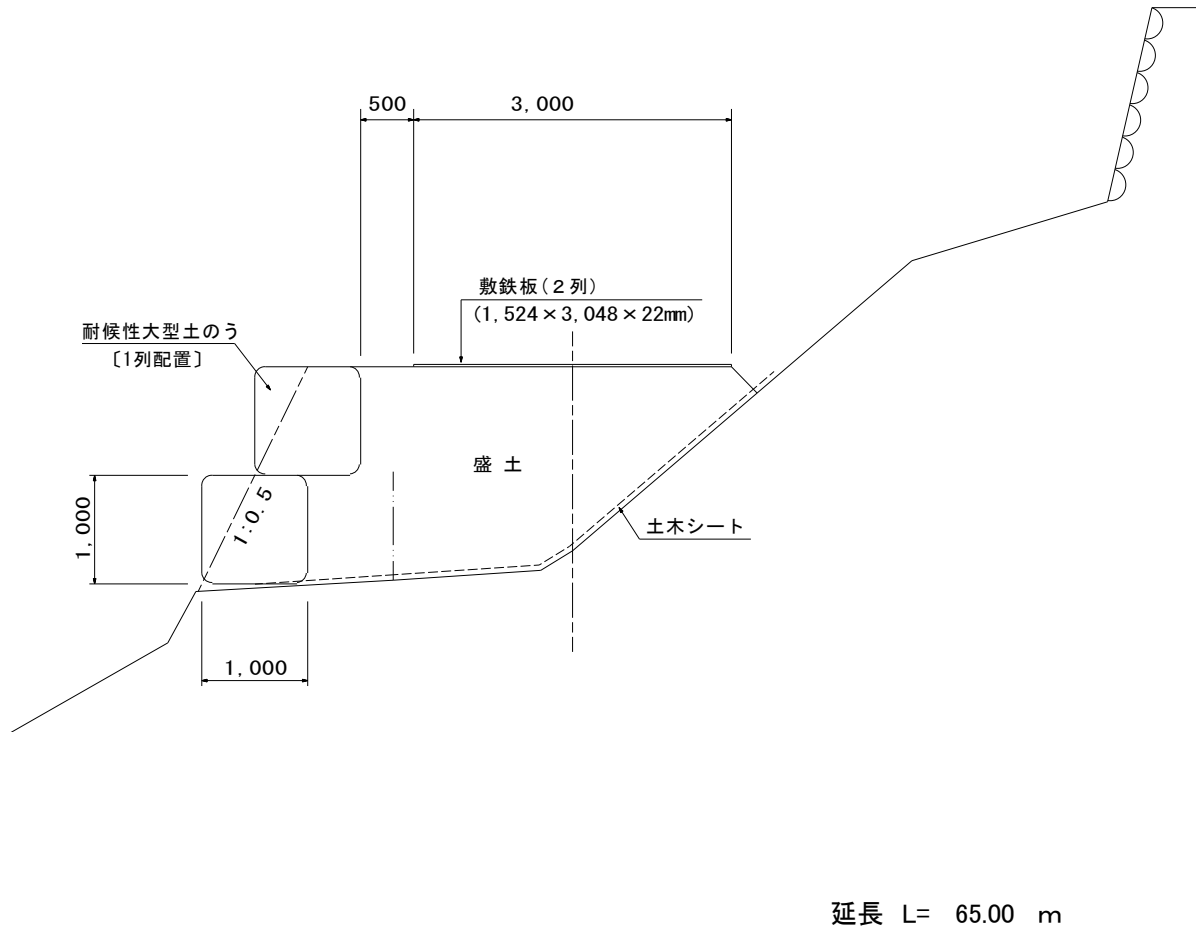 500
3,000
敷鉄板(2列)
(1,524×3,048×22mm)
耐候性大型土のう
〔1列配置〕
盛 土
1:0.5
1,000
土木シート
1,000
延長 L= 65.00 m